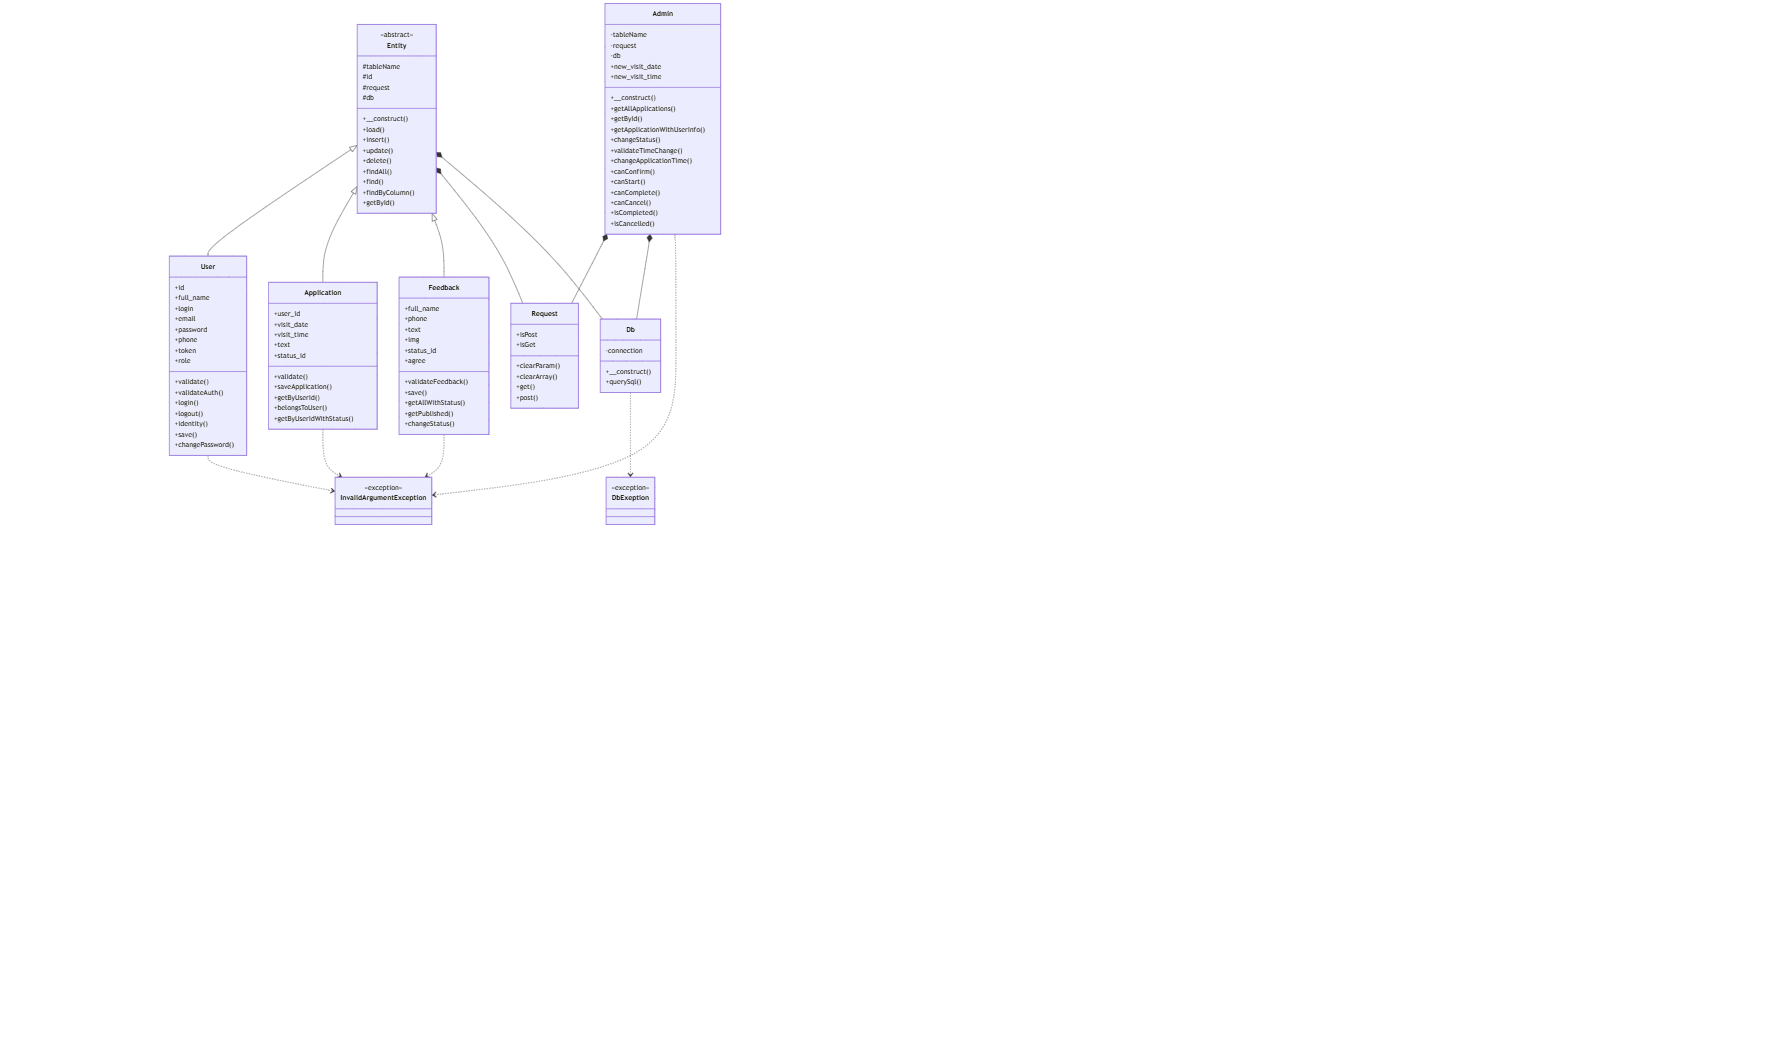 «abstract»
Entity
#tableName
#id
#request
#db
+__construct()
+load()
+insert()
+update()
+delete()
+findAll()
+find()
+findByColumn()
+getById()
Admin
-tableName
-request
-db
+new_visit_date
+new_visit_time
+__construct()
+getAllApplications()
+getById()
+getApplicationWithUserInfo()
+changeStatus()
+validateTimeChange()
+changeApplicationTime()
+canConfirm()
+canStart()
+canComplete()
+canCancel()
+isCompleted()
+isCancelled()
User
+id
+full_name
+login
+email
+password
+phone
+token
+role
+validate()
+validateAuth()
+login()
+logout()
+identity()
+save()
+changePassword()
Application
+user_id
+visit_date
+visit_time
+text
+status_id
+validate()
+saveApplication()
+getByUserId()
+belongsToUser()
+getByUserIdWithStatus()
Feedback
+full_name
+phone
+text
+img
+status_id
+agree
+validateFeedback()
+save()
+getAllWithStatus()
+getPublished()
+changeStatus()
Request
+isPost
+isGet
+clearParam()
+clearArray()
+get()
+post()
Db
-connection
+__construct()
+querySql()
«exception»
InvalidArgumentException
«exception»
DbExeption